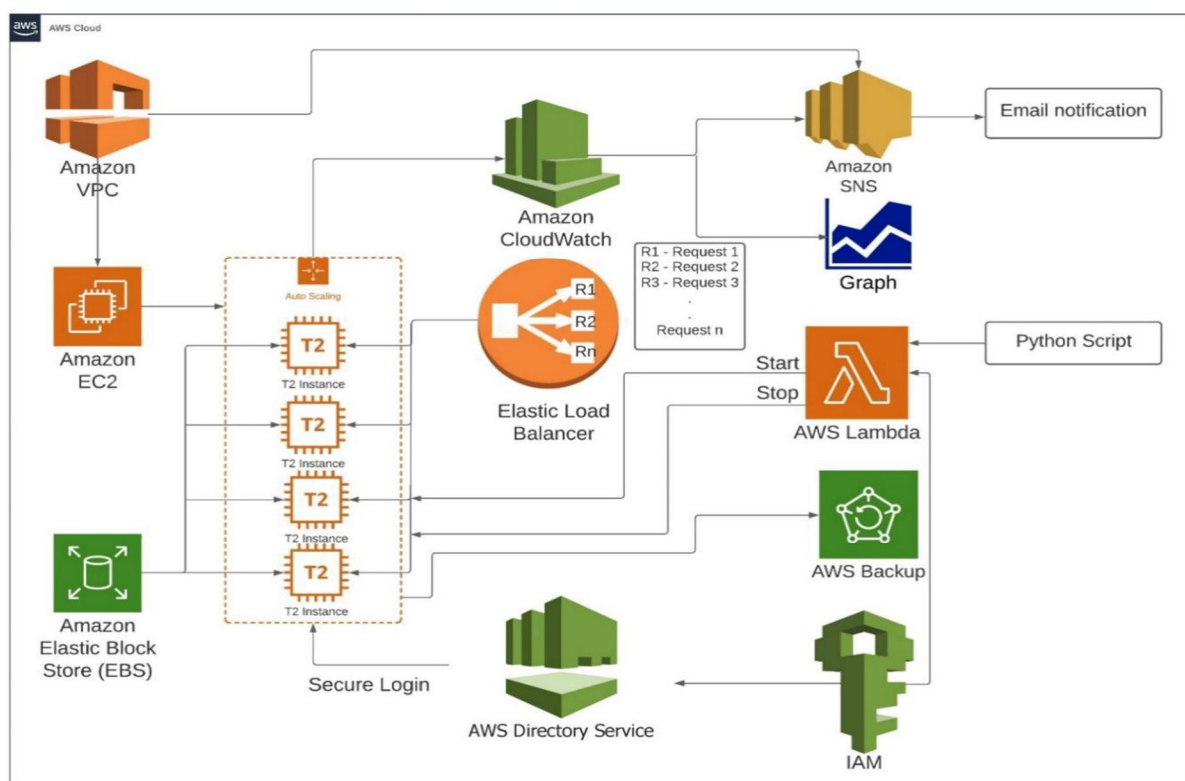 aws
AWS Cloud
Amazon
VPC
Amazon
CloudWatch
Amazon
SNS
Email notification
Amazon
EC2
Auto Scaling
T2
T2 Instance
T2
T2 Instance
T2
T2 Instance
T2
T2 Instance
R1
R2
Rn
Elastic Load
Balancer
R1 - Request 1
R2 - Request 2
R3 - Request 3
.
.
Request n
Graph
Python Script
Start
Stop
AWS Lambda
AWS Backup
Amazon
Elastic Block
Store (EBS)
Secure Login
AWS Directory Service
IAM